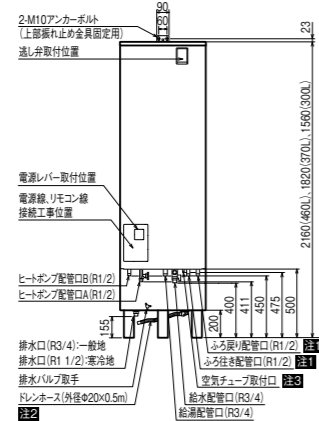 90
60
2-M10アンカーボルト
(上部振れ止め金具固定用)
逃し弁取付位置
23
2160(460L)、1820(370L)、1560(300L)
電源レバー取付位置
電源線、リモコン線
接続工事位置
ヒートポンプ配管口B(R1/2)
ヒートポンプ配管口A(R1/2)
155
200
400
411
450
475
500
排水口(R3/4):一般地
排水口(R1 1/2):寒冷地
排水バルブ取手
ドレンホース(外径Φ20×0.5m)
注2
ふろ戻り配管口(R1/2) 注1
ふろ往き配管口(R1/2) 注1
空気チューブ取付口 注3
給水配管口(R3/4)
給湯配管口(R3/4)